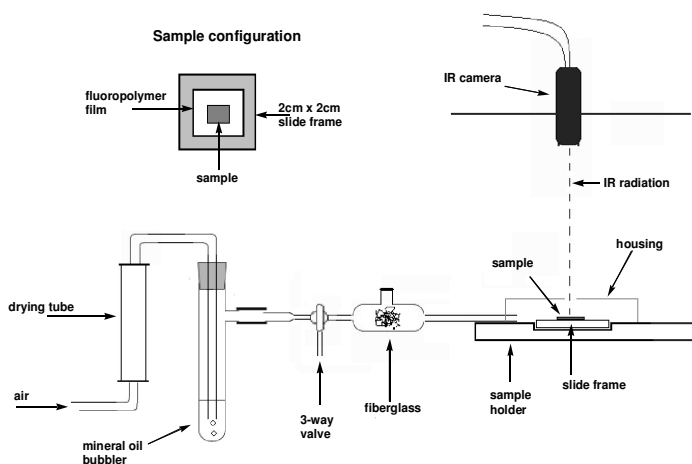 Sample configuration
fluoropolymer
film
2cm x 2cm
slide frame
sample
IR camera
IR radiation
housing
sample
drying tube
air
mineral oil
bubbler
3-way
valve
fiberglass
sample
holder
slide frame